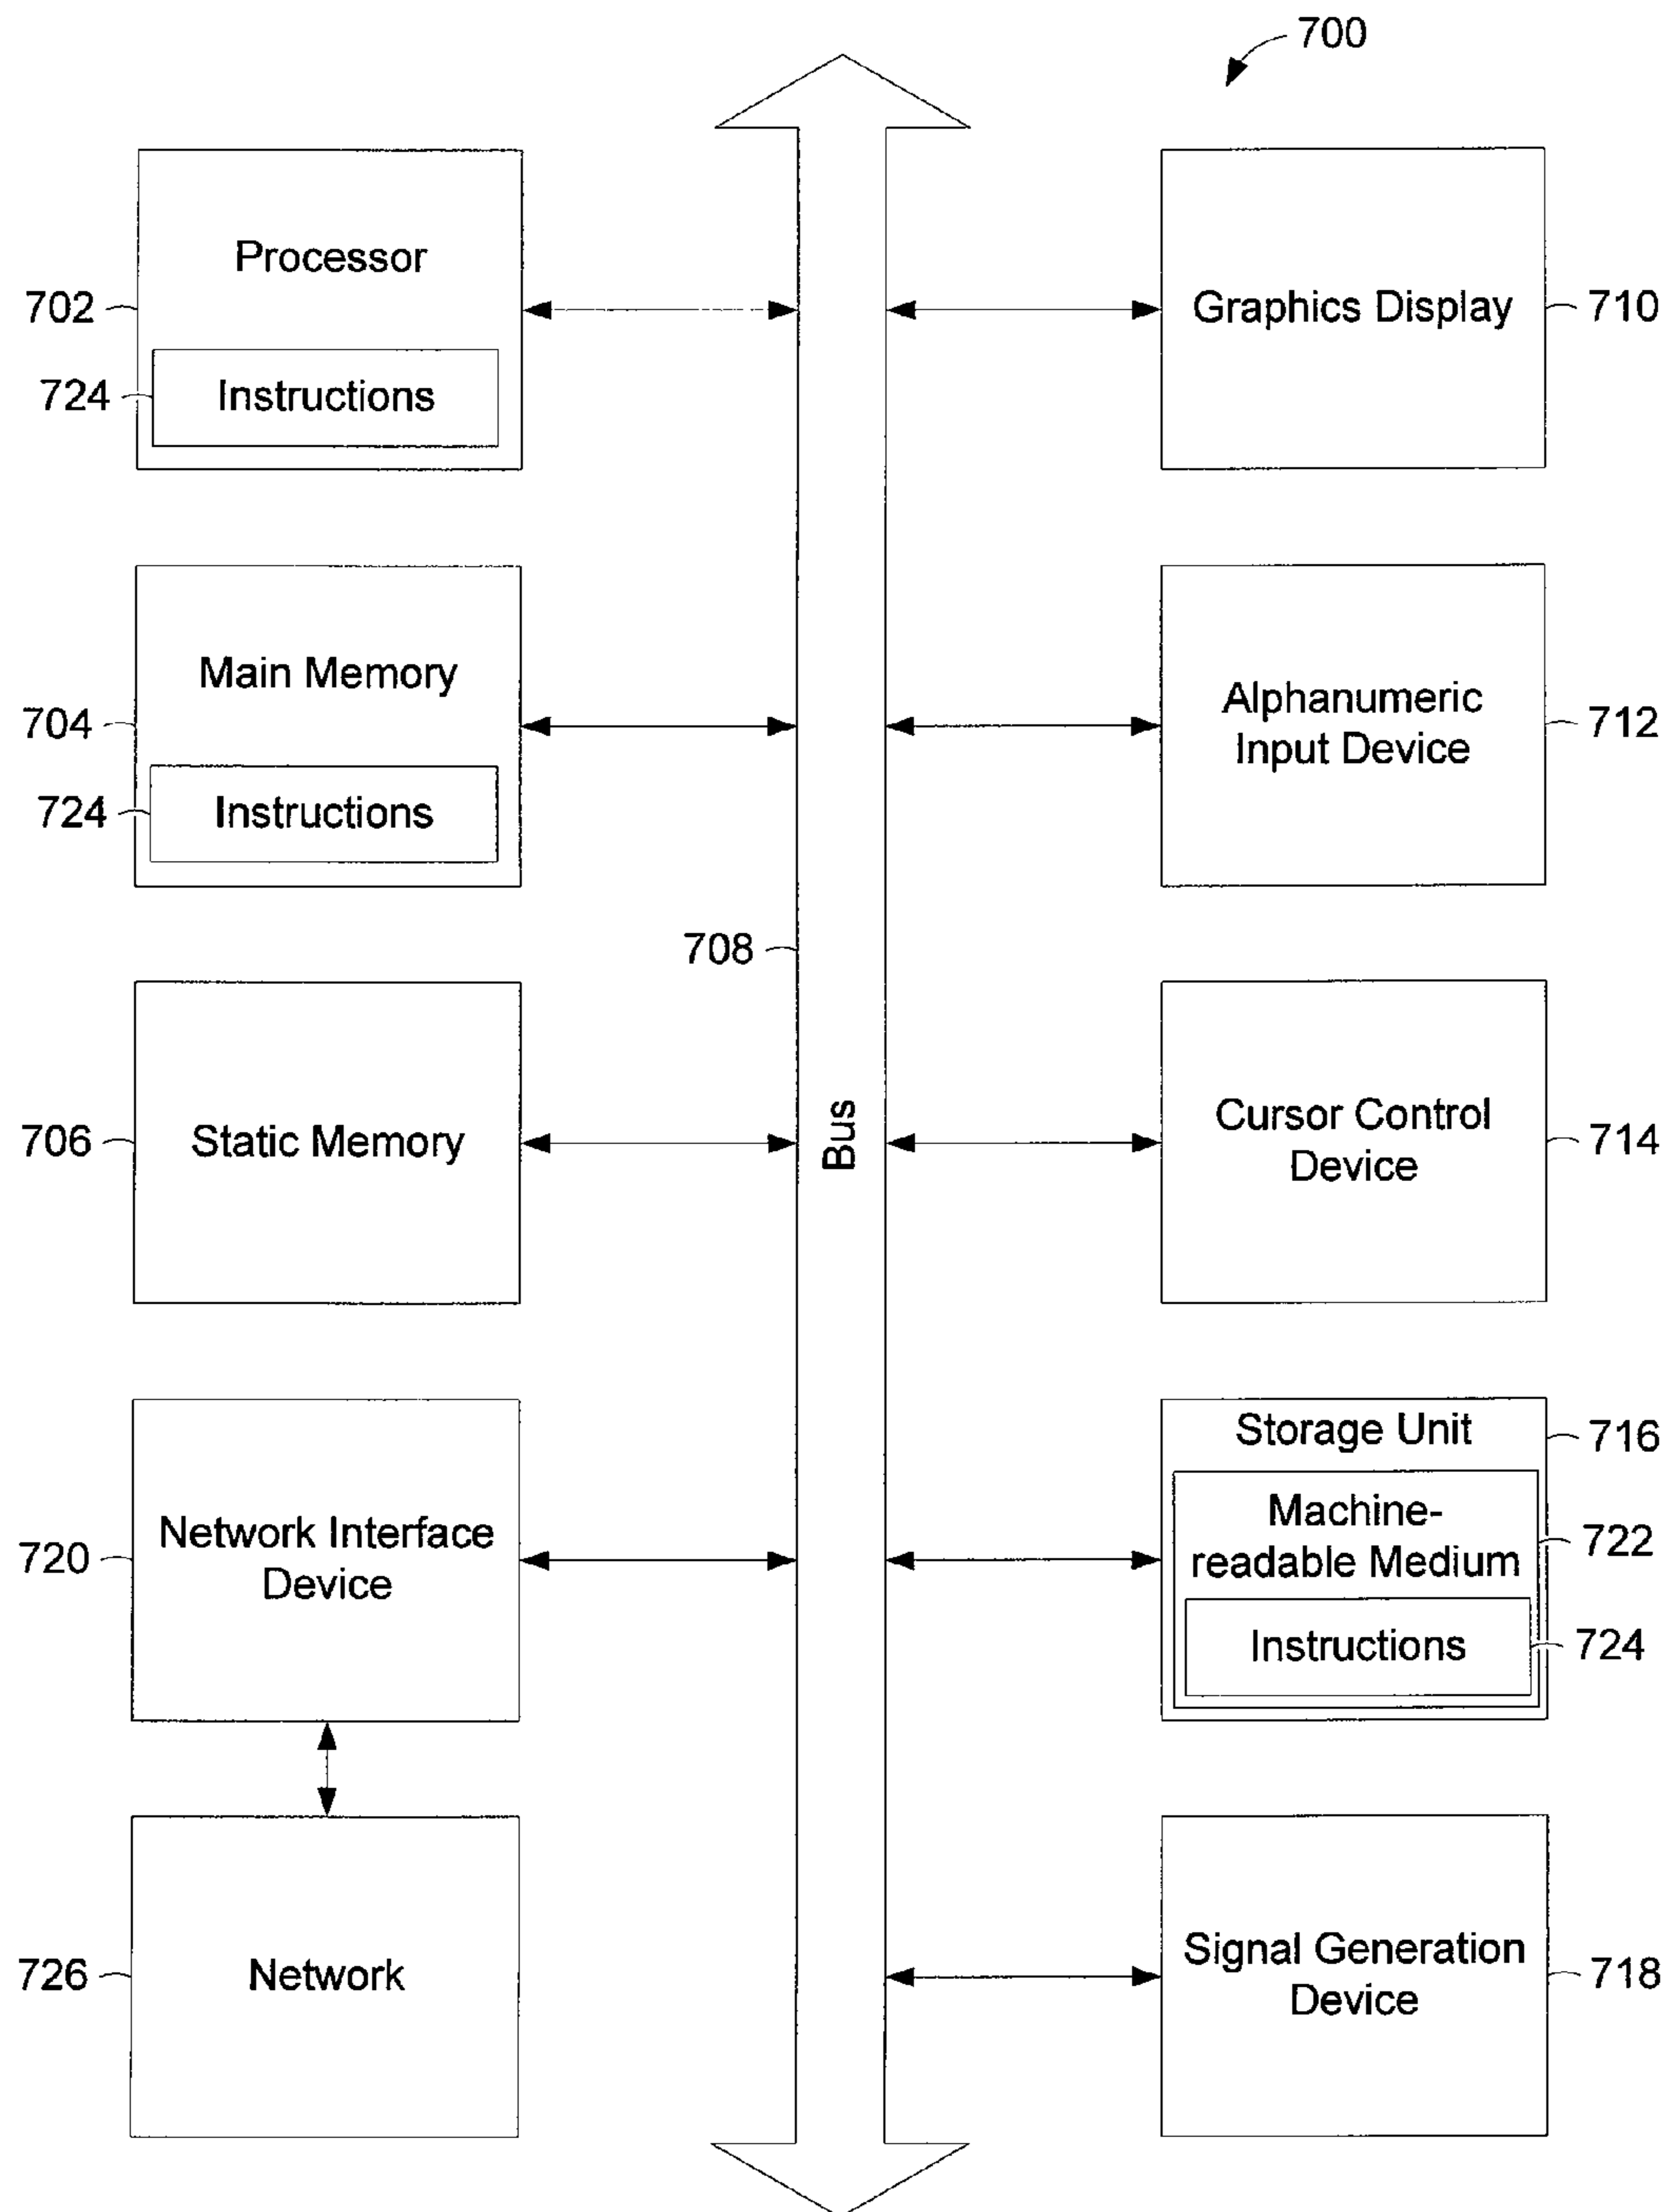 700
Processor
702
724
Instructions
Graphics Display
710
Main Memory
704
724
Instructions
Alphanumeric
Input Device
712
708
Bus
Static Memory
706
Cursor Control
Device
714
Network Interface
Device
720
Storage Unit
716
Machine-
readable Medium
722
Instructions
724
Network
726
Signal Generation
Device
718